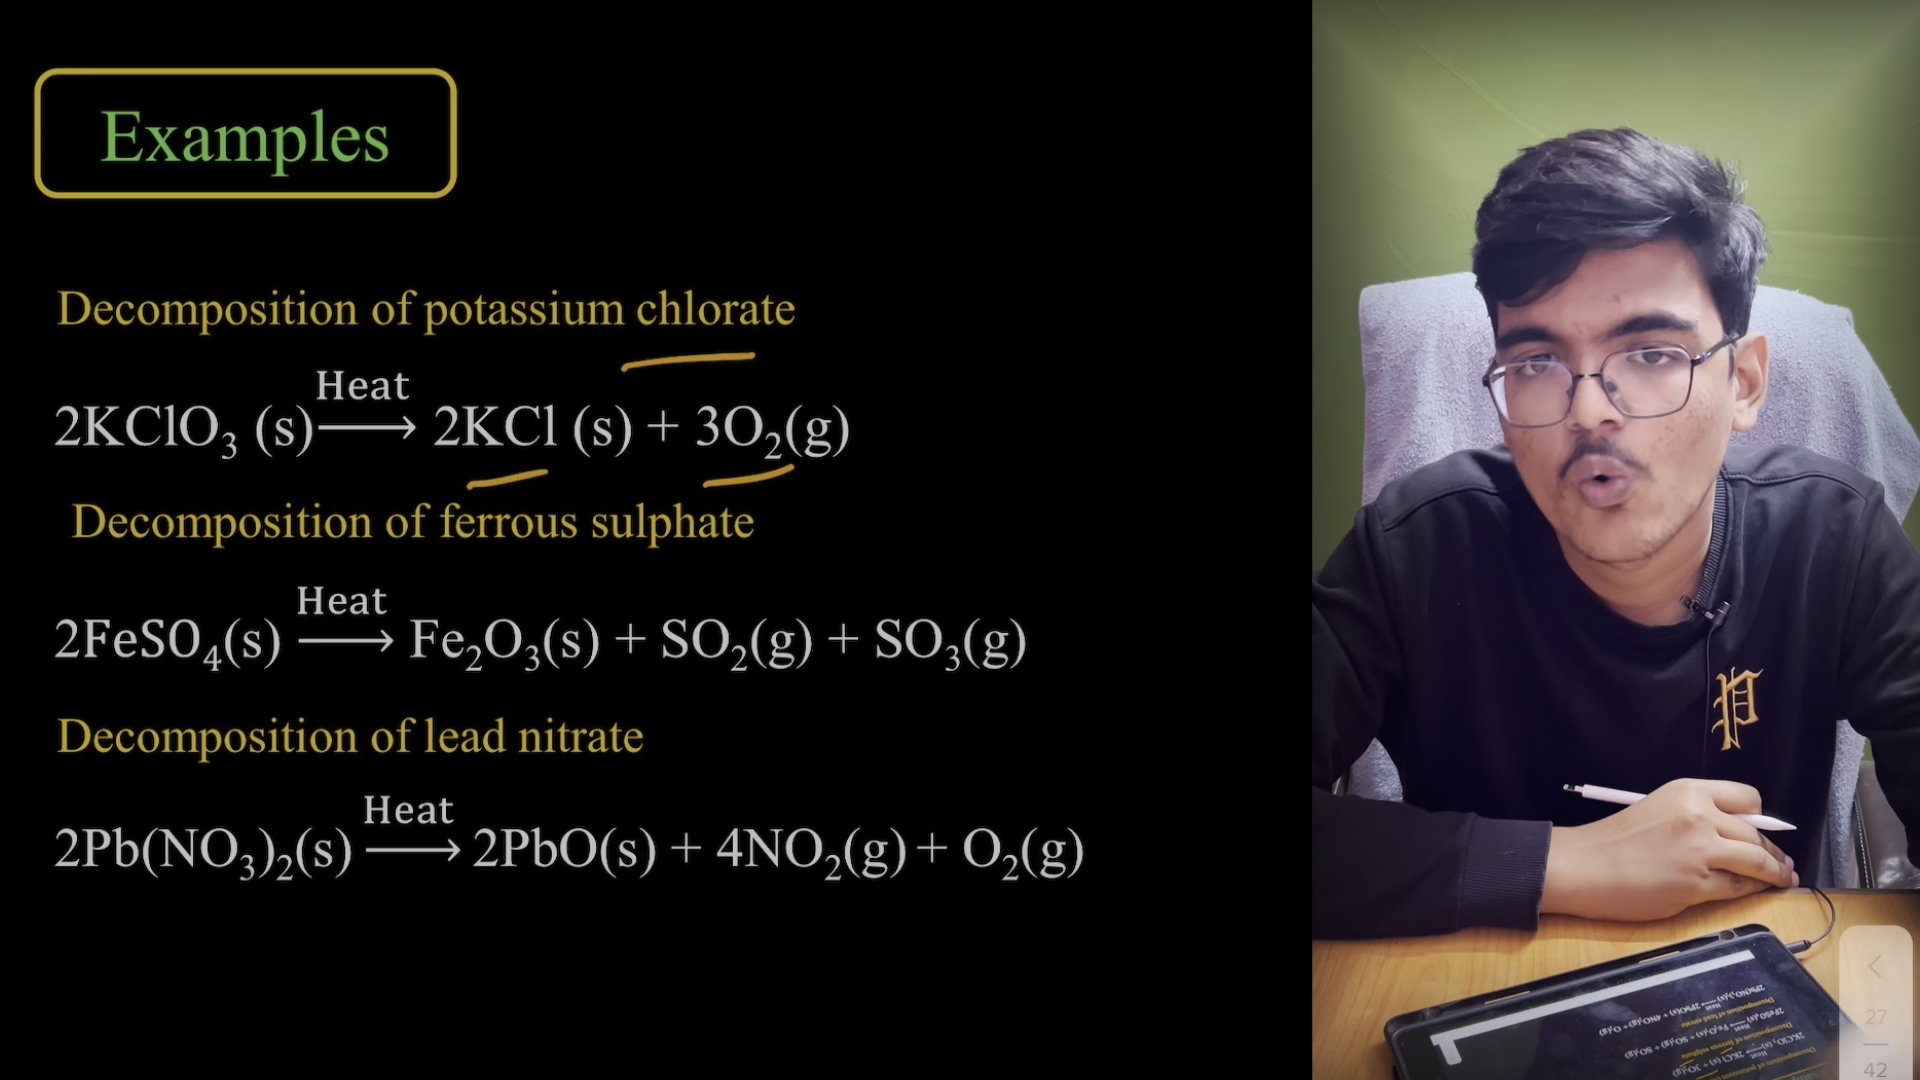 Examples
Decomposition of potassium chlorate
Heat
2KClO₃ (s) ⟶ 2KCl (s) + 3O₂(g)
Decomposition of ferrous sulphate
Heat
2FeSO₄(s) ⟶ Fe₂O₃(s) + SO₂(g) + SO₃(g)
Decomposition of lead nitrate
Heat
2Pb(NO₃)₂(s) ⟶ 2PbO(s) + 4NO₂(g) + O₂(g)
P
27
42